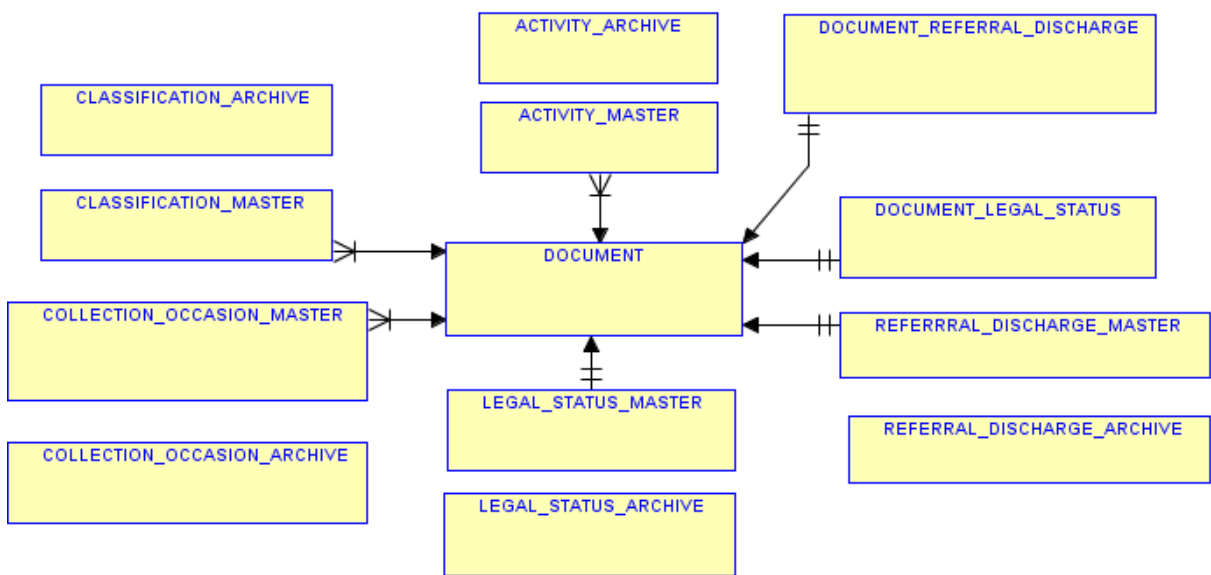 ACTIVITY_ARCHIVE
DOCUMENT_REFERRAL_DISCHARGE
CLASSIFICATION_ARCHIVE
ACTIVITY_MASTER
CLASSIFICATION_MASTER
DOCUMENT_LEGAL_STATUS
DOCUMENT
COLLECTION_OCCASION_MASTER
REFERRRAL_DISCHARGE_MASTER
LEGAL_STATUS_MASTER
REFERRAL_DISCHARGE_ARCHIVE
COLLECTION_OCCASION_ARCHIVE
LEGAL_STATUS_ARCHIVE